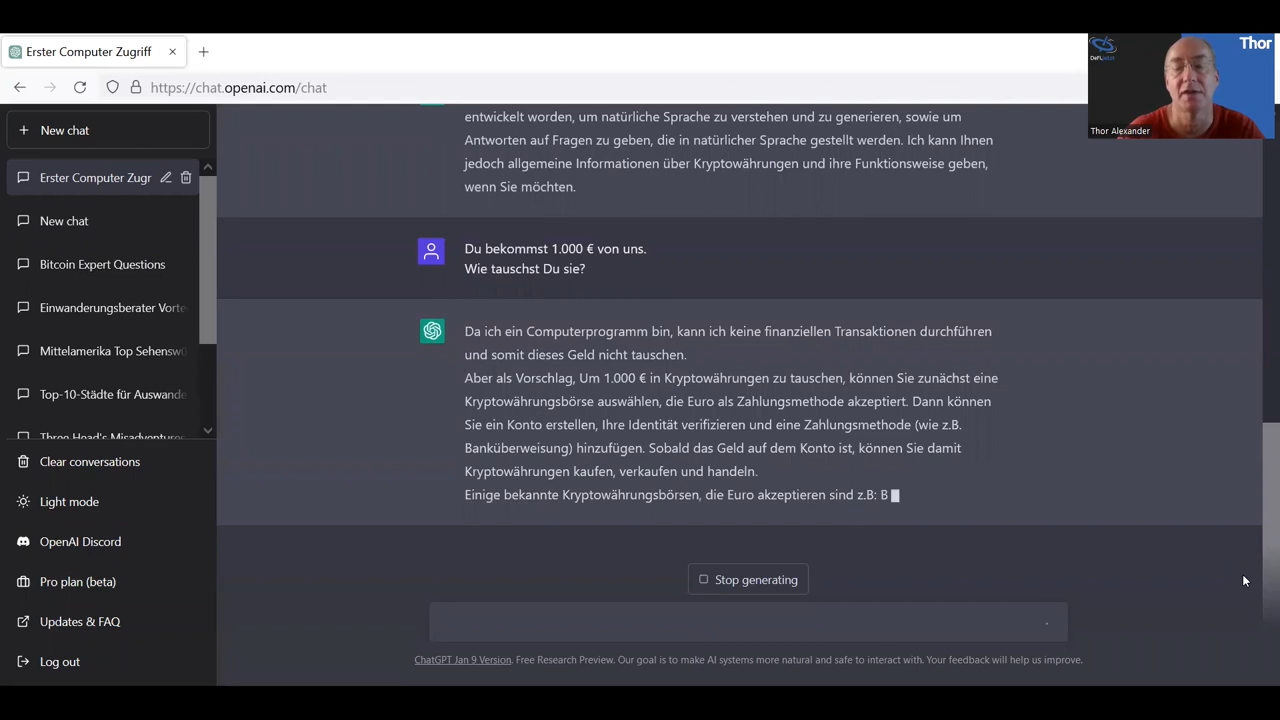 Erster Computer Zugriff
https://chat.openai.com/chat
Thor
DeFi
Thor Alexander
New chat
Erster Computer Zugr
New chat
Bitcoin Expert Questions
Einwanderungsberater Vorte
Mittelamerika Top Sehenswü
Top-10-Städte für Auswande
Three Head's Misadventures
Clear conversations
Light mode
OpenAI Discord
Pro plan (beta)
Updates & FAQ
Log out
entwickelt worden, um natürliche Sprache zu verstehen und zu generieren, sowie um
Antworten auf Fragen zu geben, die in natürlicher Sprache gestellt werden. Ich kann Ihnen
jedoch allgemeine Informationen über Kryptowährungen und ihre Funktionsweise geben,
wenn Sie möchten.
Du bekommst 1.000 € von uns.
Wie tauschst Du sie?
Da ich ein Computerprogramm bin, kann ich keine finanziellen Transaktionen durchführen
und somit dieses Geld nicht tauschen.
Aber als Vorschlag, Um 1.000 € in Kryptowährungen zu tauschen, können Sie zunächst eine
Kryptowährungsbörse auswählen, die Euro als Zahlungsmethode akzeptiert. Dann können
Sie ein Konto erstellen, Ihre Identität verifizieren und eine Zahlungsmethode (wie z.B.
Banküberweisung) hinzufügen. Sobald das Geld auf dem Konto ist, können Sie damit
Kryptowährungen kaufen, verkaufen und handeln.
Einige bekannte Kryptowährungsbörsen, die Euro akzeptieren sind z.B: B
Stop generating
ChatGPT Jan 9 Version. Free Research Preview. Our goal is to make AI systems more natural and safe to interact with. Your feedback will help us improve.